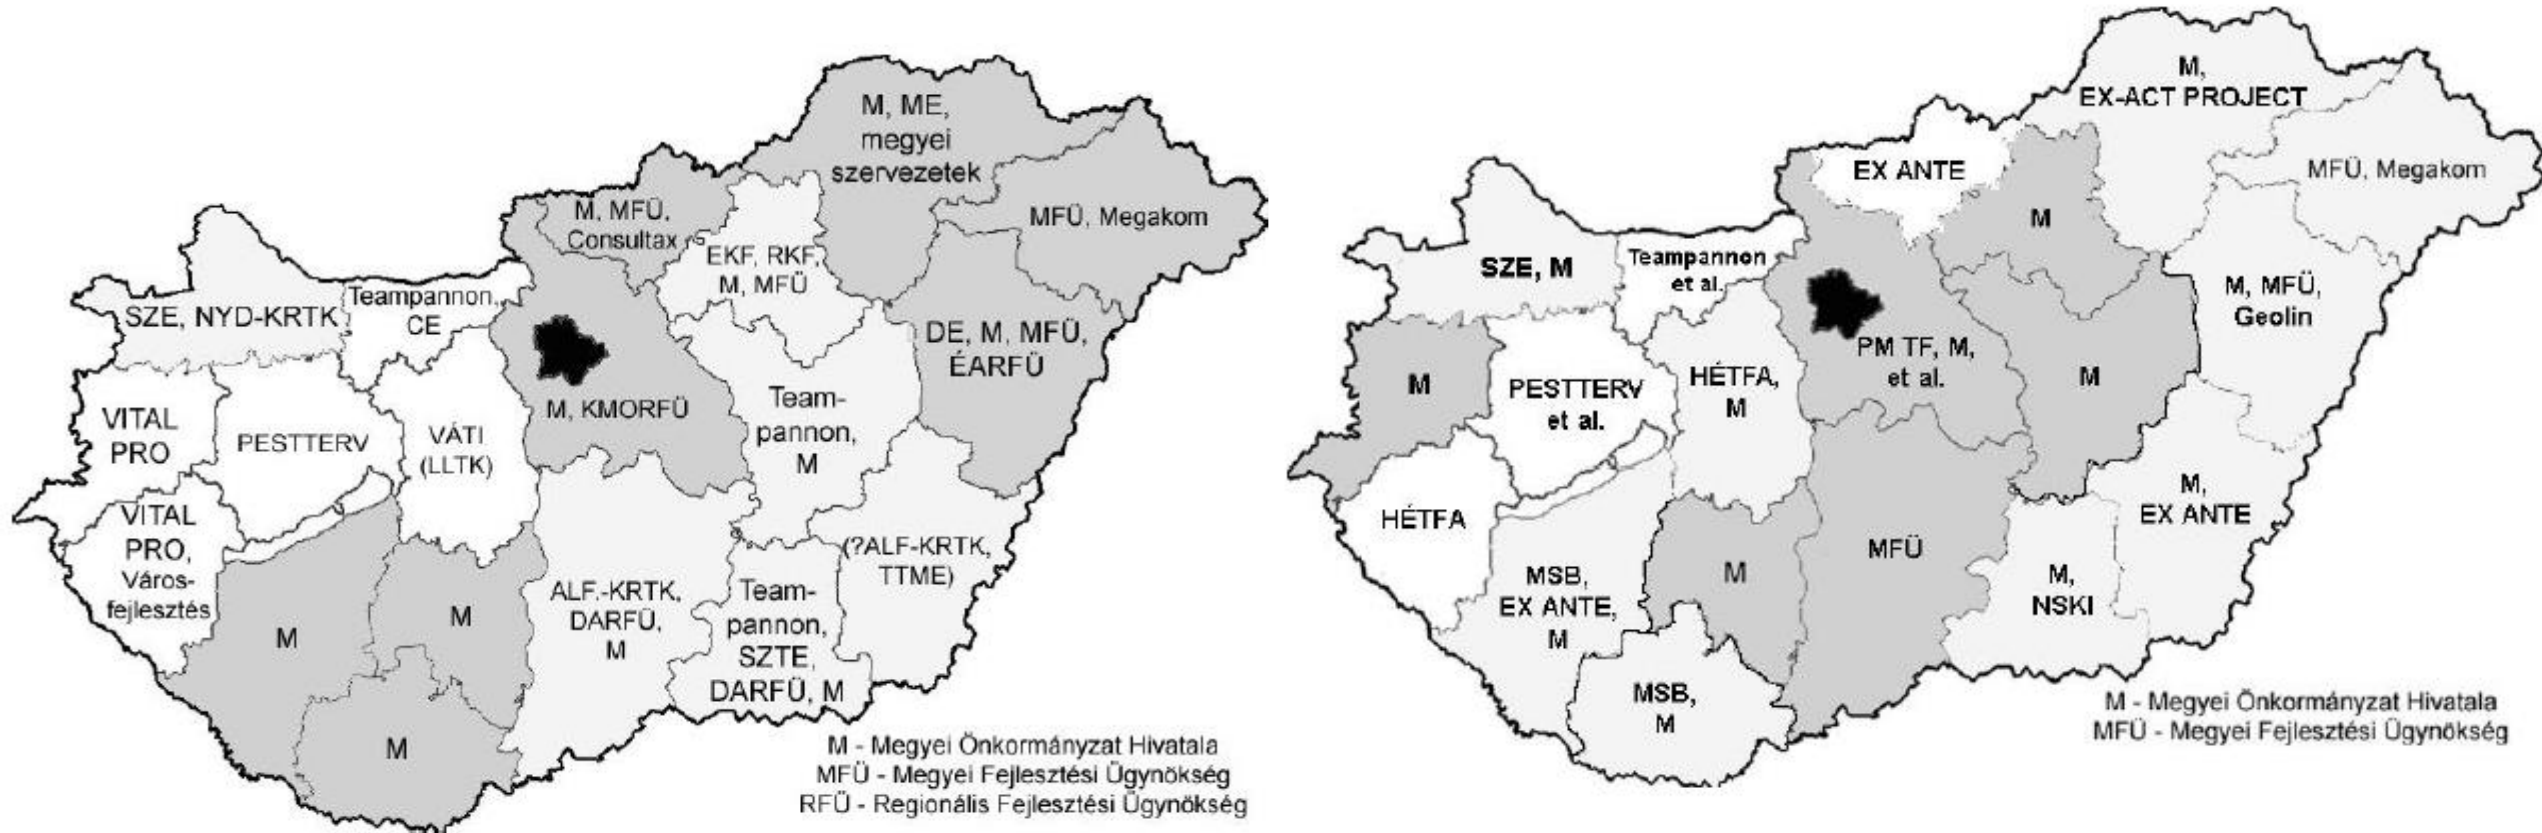 M, ME,
megyei
szervezetek
M, MFÜ,
Consultax
MFÜ, Megakom
EKF, RKF,
M, MFÜ
SZE, NYD-KRTK
Teampannon,
CE
DE, M, MFÜ,
ÉARFÜ
M, KMORFÜ
Team-
pannon,
M
VITAL
PRO
PESTTERV
VÁTI
(LLTK)
VITAL
PRO,
Város-
fejlesztés
(?ALF-KRTK,
TTME)
ALF.-KRTK,
DARFÜ,
M
Team-
pannon,
SZTE,
DARFÜ, M
M
M
M
M - Megyei Önkormányzat Hivatala
MFÜ - Megyei Fejlesztési Ügynökség
RFÜ - Regionális Fejlesztési Ügynökség
M,
EX-ACT PROJECT
EX ANTE
MFÜ, Megakom
M
SZE, M
Teampannon
et al.
M, MFÜ,
Geolin
PM TF, M,
et al.
M
M
PESTTERV
et al.
HÉTFA,
M
HÉTFA
M,
EX ANTE
MFÜ
M
MSB,
EX ANTE,
M
M,
NSKI
MSB,
M
M - Megyei Önkormányzat Hivatala
MFÜ - Megyei Fejlesztési Ügynökség